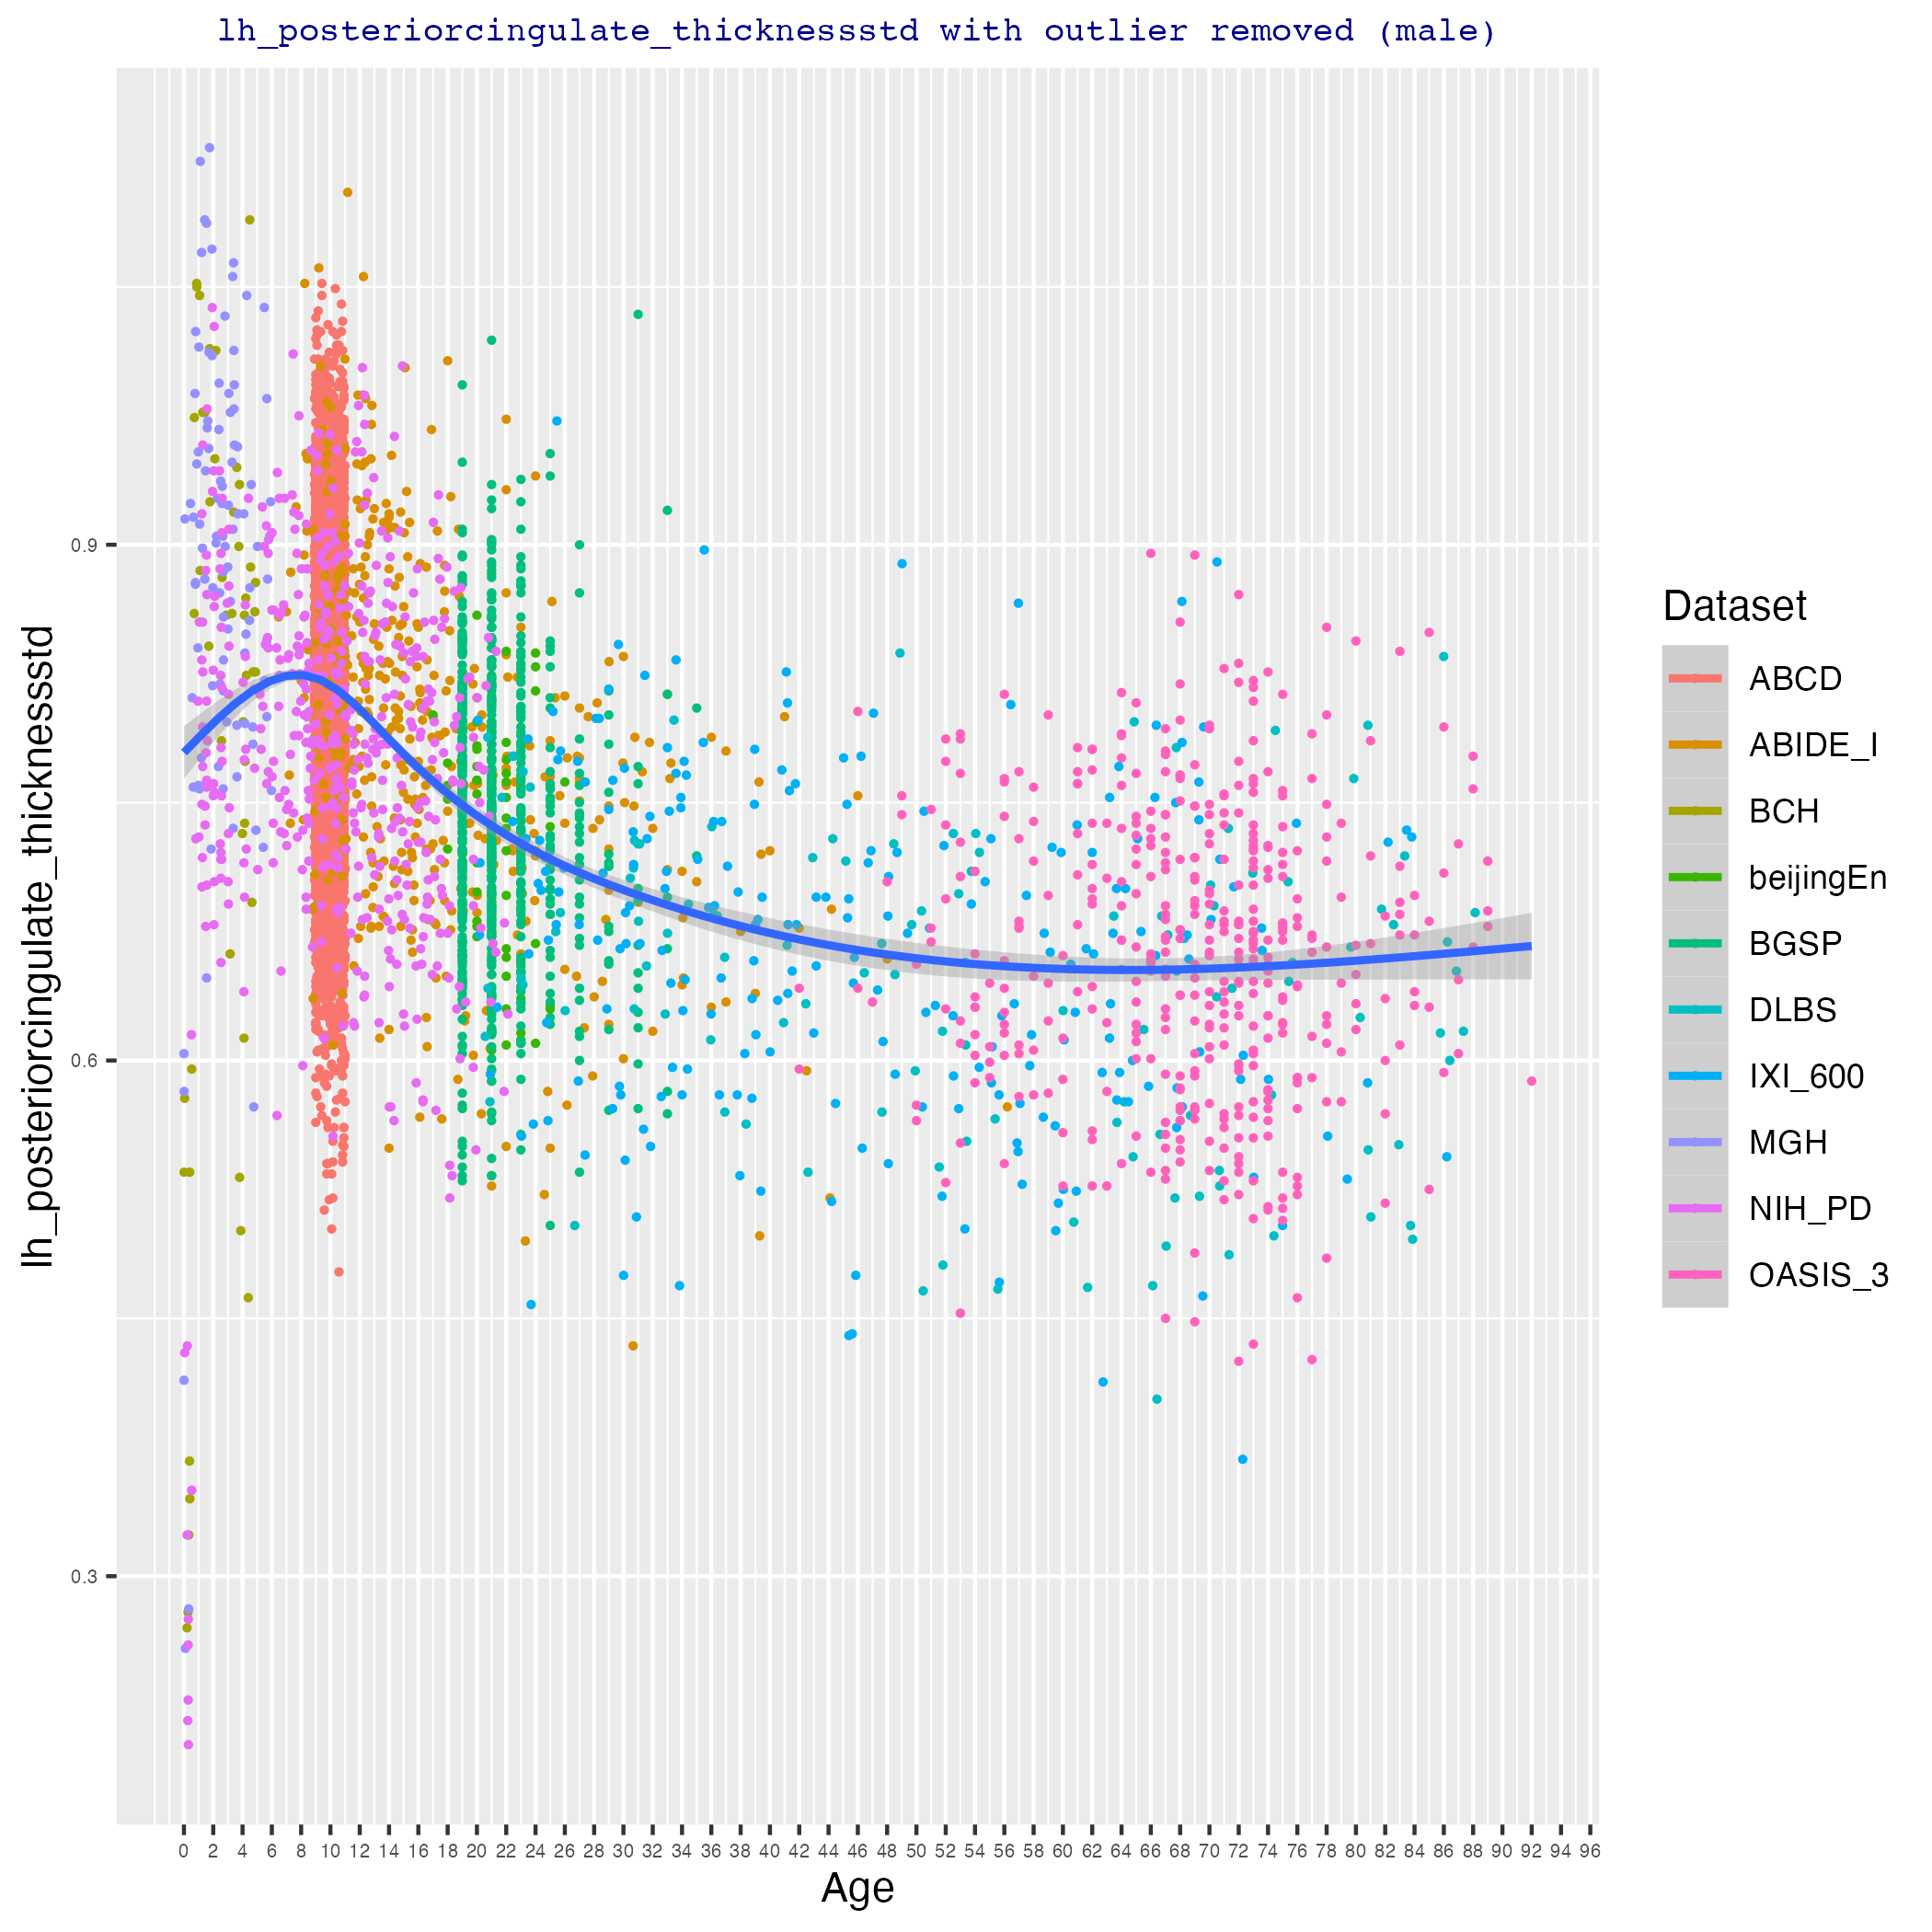 lh_posteriorcingulate_thicknessstd with outlier removed (male)
lh_posteriorcingulate_thicknessstd
0.9
0.6
0.3
0 2 4 6 8 10 12 14 16 18 20 22 24 26 28 30 32 34 36 38 40 42 44 46 48 50 52 54 56 58 60 62 64 66 68 70 72 74 76 78 80 82 84 86 88 90 92 94 96
Age
Dataset
ABCD
ABIDE_I
BCH
beijingEn
BGSP
DLBS
IXI_600
MGH
NIH_PD
OASIS_3